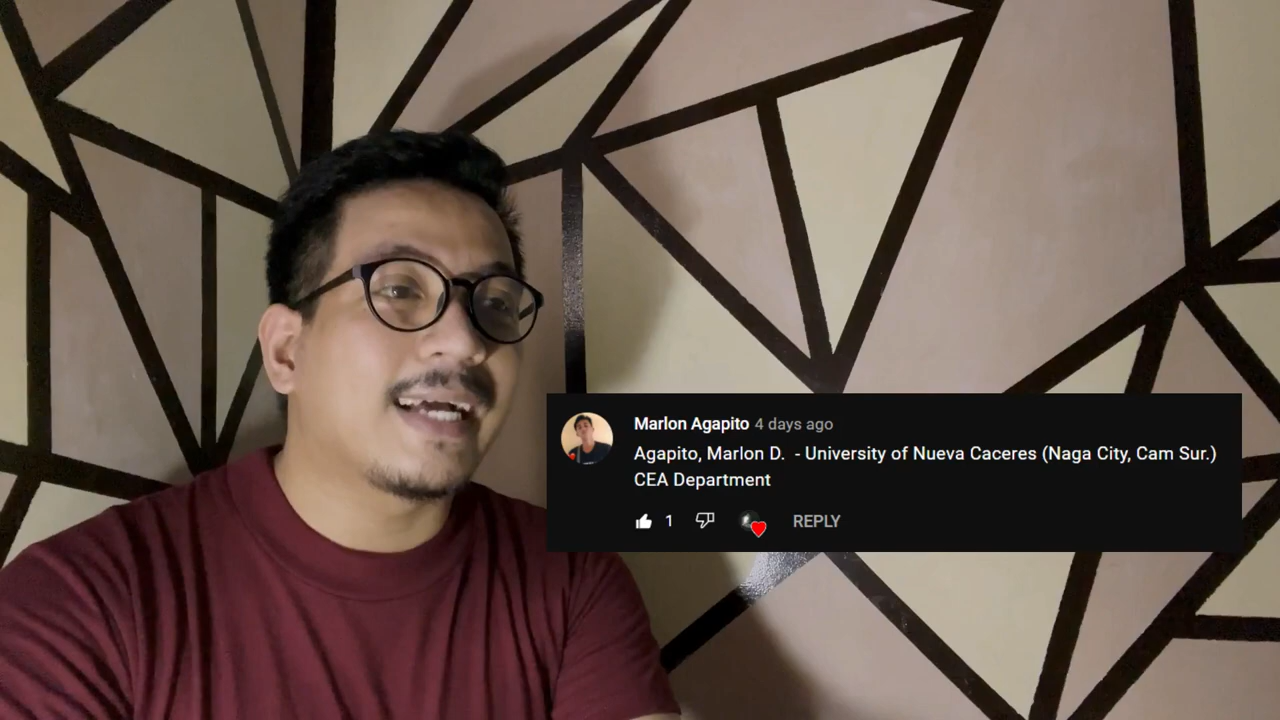 Marlon Agapito 4 days ago
Agapito, Marlon D. - University of Nueva Caceres (Naga City, Cam Sur.)
CEA Department
1 REPLY